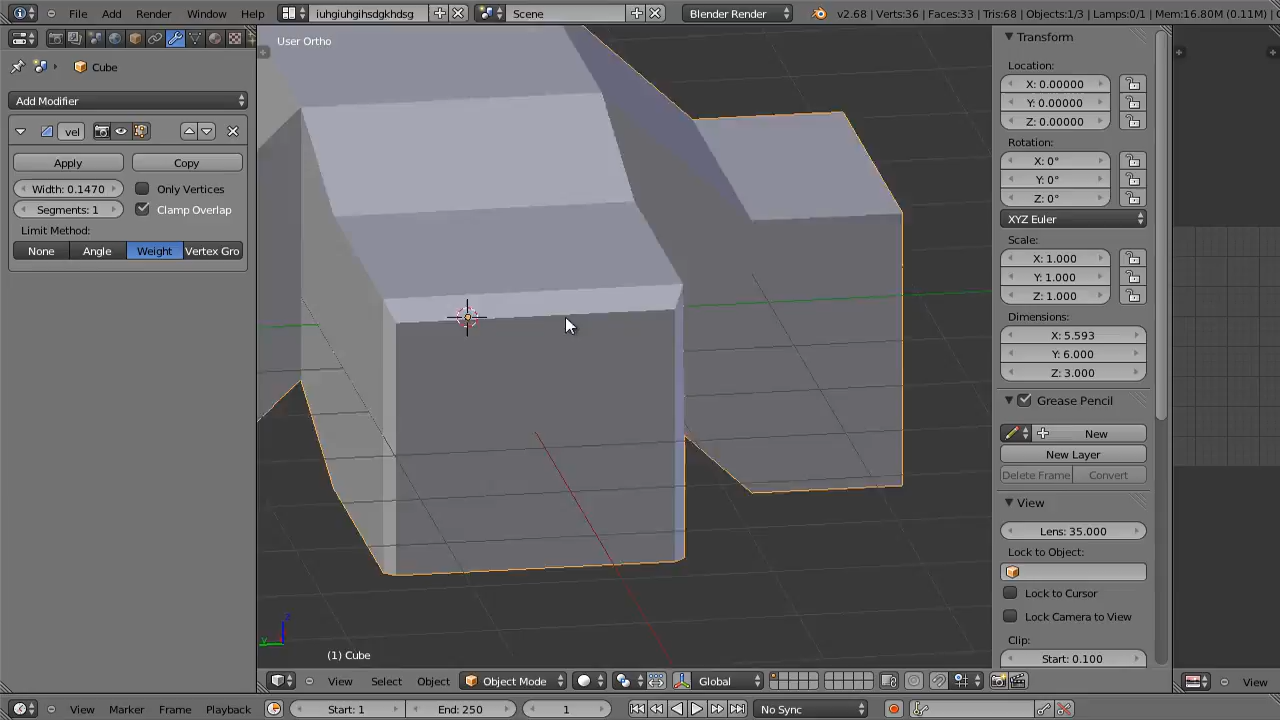 File Add Render Window Help iuhgiuhgihsdgkhdsg Scene Blender Render v2.68 | Verts:36 | Faces:33 | Tris:68 | Objects:1/3 | Lamps:0/1 | Mem:16.80M (0.11M) |
User Ortho
Cube
Add Modifier
vel
Apply Copy
Width: 0.1470 Only Vertices
Segments: 1 Clamp Overlap
Limit Method:
None Angle Weight Vertex Gro
Transform
Location:
X: 0.00000
Y: 0.00000
Z: 0.00000
Rotation:
X: 0°
Y: 0°
Z: 0°
XYZ Euler
Scale:
X: 1.000
Y: 1.000
Z: 1.000
Dimensions:
X: 5.593
Y: 6.000
Z: 3.000
Grease Pencil
New
New Layer
Delete Frame Convert
View
Lens: 35.000
Lock to Object:
Lock to Cursor
Lock Camera to View
Clip:
Start: 0.100
z
y
(1) Cube
View Select Object Object Mode Global View
View Marker Frame Playback Start: 1 End: 250 1 No Sync